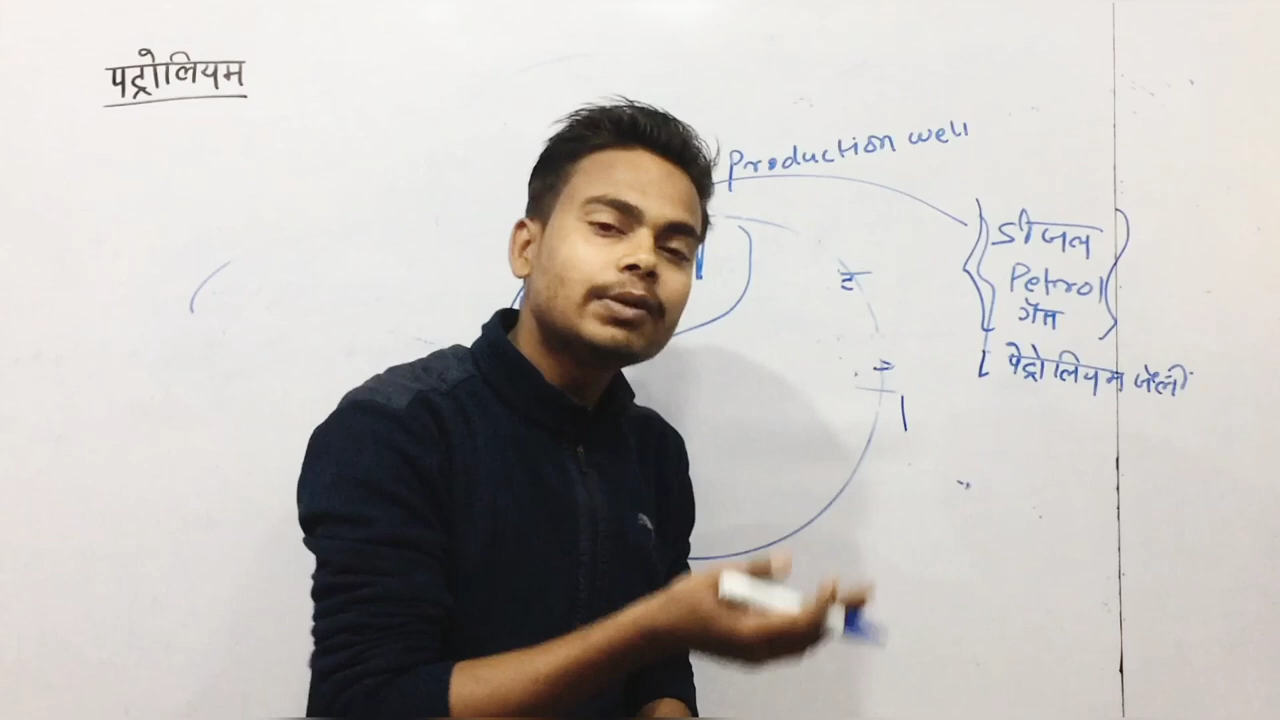 पट्रोलियम
Production well
डीजल
Petrol
गैस
पेट्रोलियम जेली